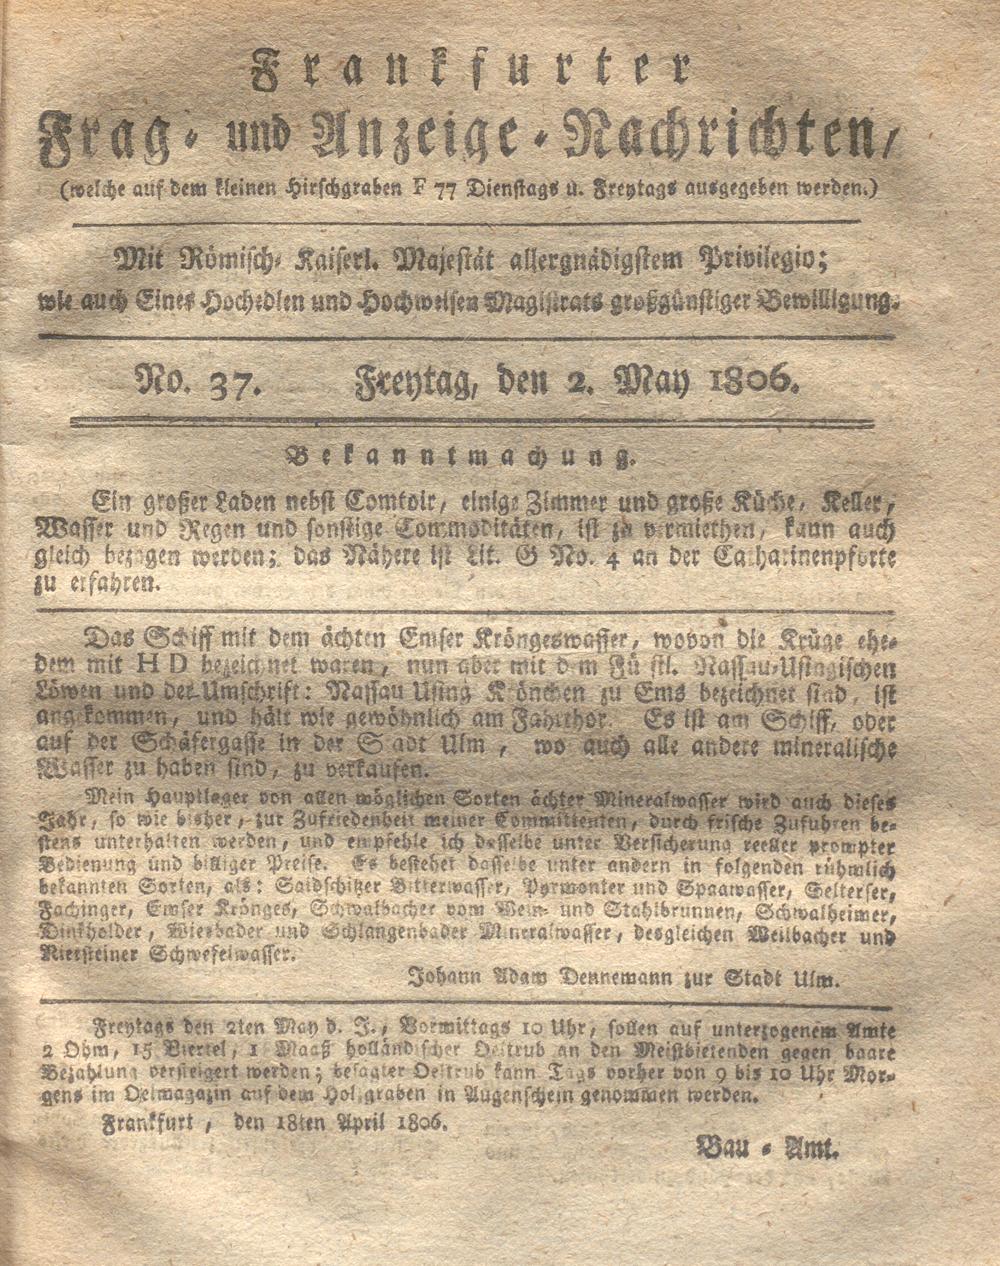 Frankfurter
Frag- und Anzeige-Nachrichten,
(welche auf dem kleinen Hirschgraben F 77 Dienstags u. Freytags ausgegeben werden.)
Mit Römisch-Kaiserl. Majestät allergnädigstem Privilegio;
wie auch Eines Hochedlen und Hochweisen Magistrats großgünstiger Bewilligung.
No. 37. Freytag, den 2. May 1806.
Bekanntmachung.
Ein großer Laden nebst Comtoir, einige Zimmer und große Küche, Keller,
Wasser und Regen und sonstige Commoditäten, ist zu vermiethen, kann auch
gleich bezogen werden; das Nähere ist Lit. G No. 4 an der Catharinenpforte
zu erfahren.
Das Schiff mit dem ächten Emser Kröngeswasser, wovon die Krüge ehe-
dem mit H D bezeichnet waren, nun aber mit dem Fürstl. Nassau-Usingischen
Löwen und der Umschrift: Nassau Using Krönchen zu Ems bezeichnet sind, ist
angekommen, und hält wie gewöhnlich am Fahrthor. Es ist am Schiff, oder
auf der Schäfergasse in der Stadt Ulm, wo auch alle andere mineralische
Wasser zu haben sind, zu verkaufen.
Mein Hauptlager von allen möglichen Sorten ächter Mineralwasser wird auch dieses
Jahr, so wie bisher, zur Zufriedenheit meiner Committenten, durch frische Zufuhren be-
stens unterhalten werden, und empfehle ich desselbe unter Versicherung reeller prompter
Bedienung und billiger Preise. Es bestehet dasselbe unter andern in folgenden rühmlich
bekannten Sorten, als: Saidschitzer Bitterwasser, Pyrmonter und Spaawasser, Selterser,
Fachinger, Emser Krönges, Schwalbacher vom Wein- und Stahlbrunnen, Schwalheimer,
Dinkholder, Wiesbader und Schlangenbader Mineralwasser, desgleichen Weilbacher und
Riersteiner Schwefelwasser.
Johann Adam Dennemann zur Stadt Ulm.
Freytags den 2ten May d. J., Vormittags 10 Uhr, sollen auf unterzogenem Amte
2 Ohm, 15 Viertel, 1 Maaß holländischer Oeltrub an den Meistbietenden gegen baare
Bezahlung versteigert werden; besagter Oeltrub kann Tags vorher von 9 bis 10 Uhr Mor-
gens im Oelmagazin auf dem Holzgraben in Augenschein genommen werden.
Frankfurt, den 18ten April 1806.
Bau-Amt.